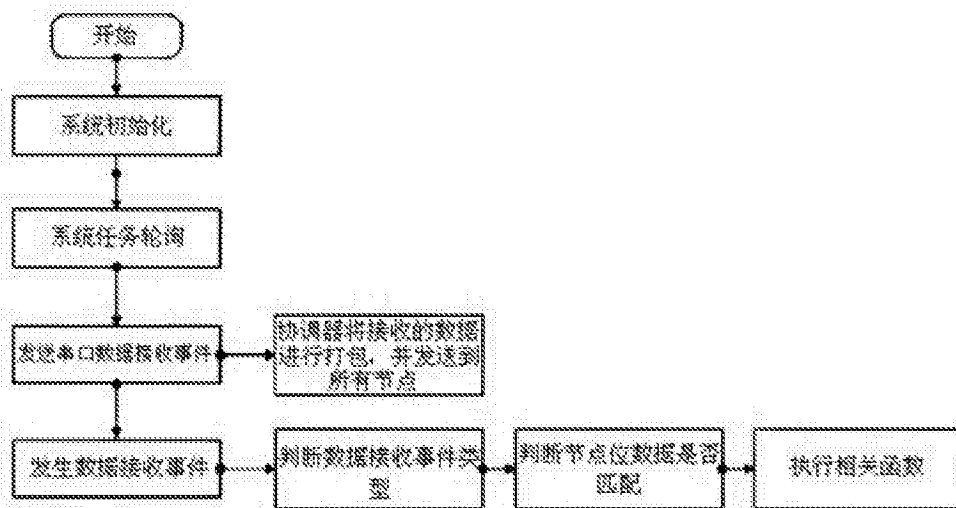 开始
系统初始化
系统任务轮询
发送串口数据接收事件
协调器将接收的数据
进行打包，并发送到
所有节点
发生数据接收事件
判断数据接收事件类
型
判断节点位数据是否
匹配
执行相关函数